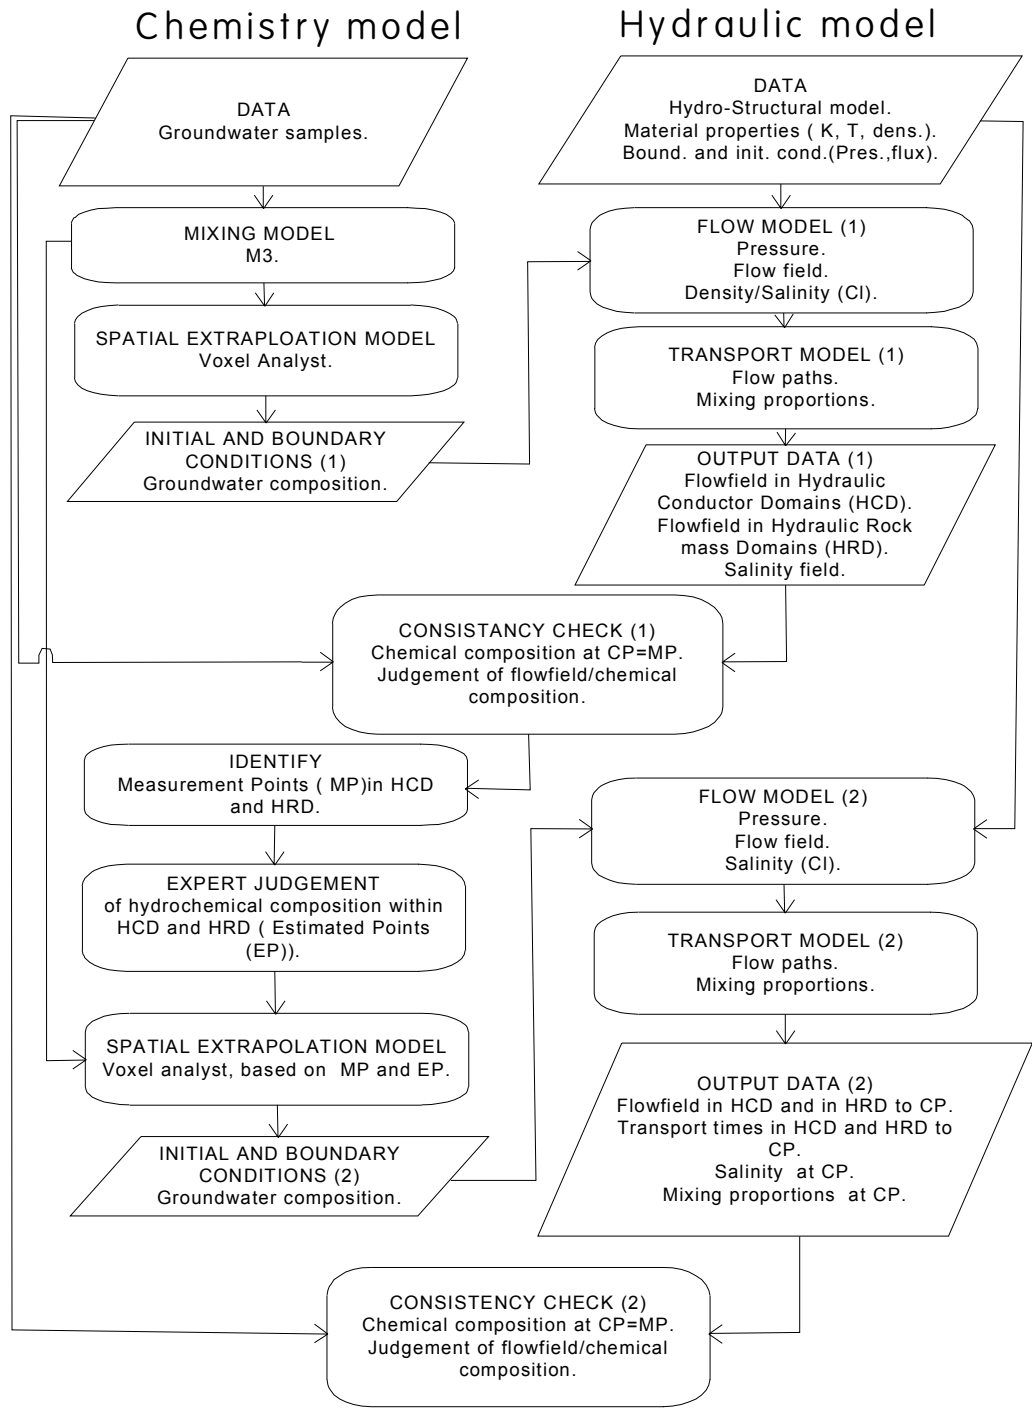 Chemistry model
Hydraulic model
DATA
Groundwater samples.
DATA
Hydro-Structural model.
Material properties ( K, T, dens.).
Bound. and init. cond.(Pres.,flux).
MIXING MODEL
M3.
FLOW MODEL (1)
Pressure.
Flow field.
Density/Salinity (Cl).
SPATIAL EXTRAPLOATION MODEL
Voxel Analyst.
TRANSPORT MODEL (1)
Flow paths.
Mixing proportions.
INITIAL AND BOUNDARY
CONDITIONS (1)
Groundwater composition.
OUTPUT DATA (1)
Flowfield in Hydraulic
Conductor Domains (HCD).
Flowfield in Hydraulic Rock
mass Domains (HRD).
Salinity field.
CONSISTANCY CHECK (1)
Chemical composition at CP=MP.
Judgement of flowfield/chemical
composition.
IDENTIFY
Measurement Points ( MP)in HCD
and HRD.
FLOW MODEL (2)
Pressure.
Flow field.
Salinity (Cl).
EXPERT JUDGEMENT
of hydrochemical composition within
HCD and HRD ( Estimated Points
(EP)).
TRANSPORT MODEL (2)
Flow paths.
Mixing proportions.
SPATIAL EXTRAPOLATION MODEL
Voxel analyst, based on MP and EP.
OUTPUT DATA (2)
Flowfield in HCD and in HRD to CP.
Transport times in HCD and HRD to
CP.
Salinity at CP.
Mixing proportions at CP.
INITIAL AND BOUNDARY
CONDITIONS (2)
Groundwater composition.
CONSISTENCY CHECK (2)
Chemical composition at CP=MP.
Judgement of flowfield/chemical
composition.